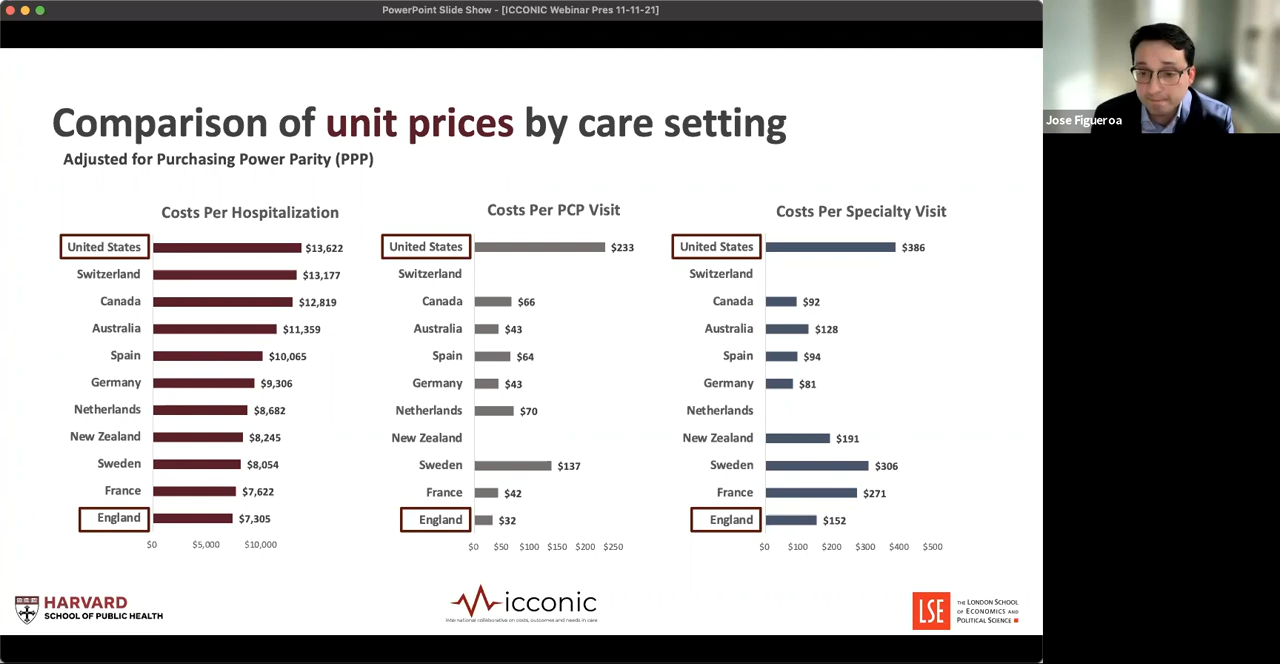 PowerPoint Slide Show - [ICCONIC Webinar Pres 11-11-21]
Jose Figueroa
Comparison of unit prices by care setting
Adjusted for Purchasing Power Parity (PPP)
Costs Per Hospitalization
United States $13,622
Switzerland $13,177
Canada $12,819
Australia $11,359
Spain $10,065
Germany $9,306
Netherlands $8,682
New Zealand $8,245
Sweden $8,054
France $7,622
England $7,305
$0 $5,000 $10,000
Costs Per PCP Visit
United States $233
Switzerland
Canada $66
Australia $43
Spain $64
Germany $43
Netherlands $70
New Zealand
Sweden $137
France $42
England $32
$0 $50 $100 $150 $200 $250
Costs Per Specialty Visit
United States $386
Switzerland
Canada $92
Australia $128
Spain $94
Germany $81
Netherlands
New Zealand $191
Sweden $306
France $271
England $152
$0 $100 $200 $300 $400 $500
HARVARD
SCHOOL OF PUBLIC HEALTH
icconic
International collaborative on costs, outcomes and needs in care
LSE
THE LONDON SCHOOL
OF ECONOMICS AND
POLITICAL SCIENCE